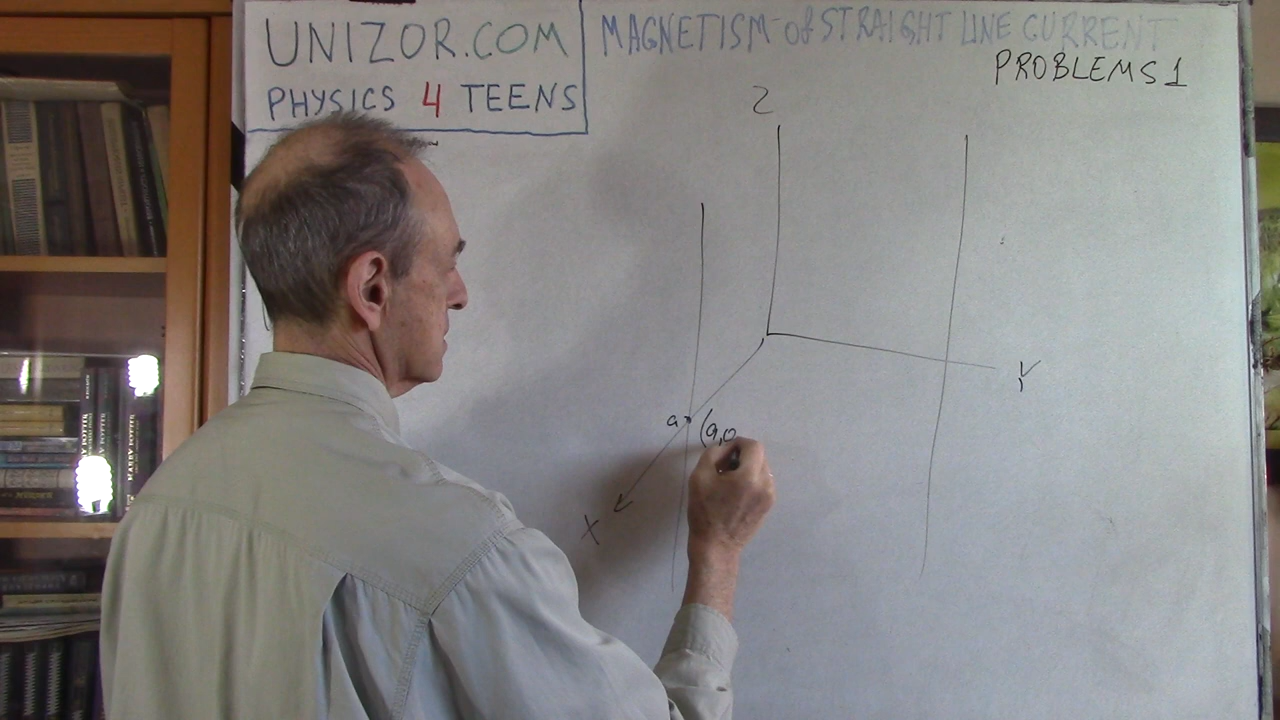 UNIZOR.COM
PHYSICS 4 TEENS
MAGNETISM of STRAIGHT LINE CURRENT
PROBLEMS 1
Z
Y
a (a,0
X